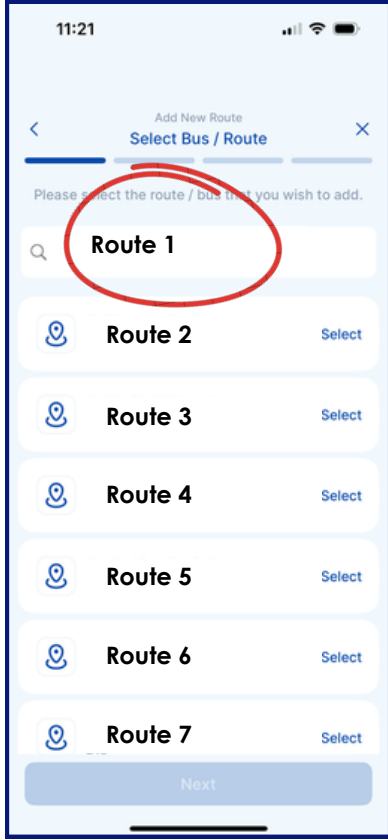 11:21
Add New Route
Select Bus / Route
Please select the route / bus that you wish to add.
Route 1
Route 2 Select
Route 3 Select
Route 4 Select
Route 5 Select
Route 6 Select
Route 7 Select
Next